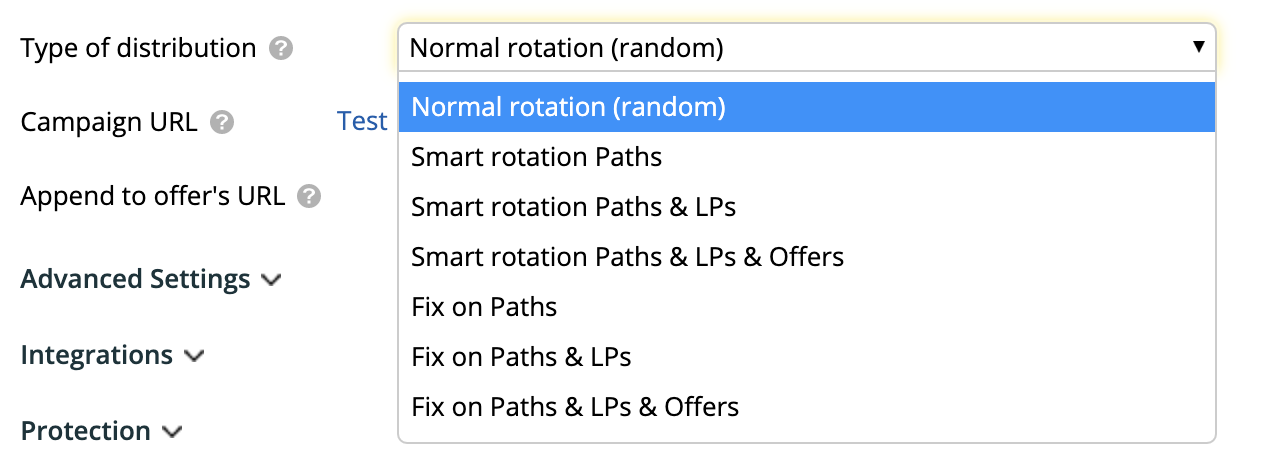 Type of distribution ?
Normal rotation (random) ▼
Normal rotation (random)
Campaign URL ?
Test
Smart rotation Paths
Append to offer's URL ?
Smart rotation Paths & LPs
Smart rotation Paths & LPs & Offers
Advanced Settings
Fix on Paths
Integrations
Fix on Paths & LPs
Fix on Paths & LPs & Offers
Protection